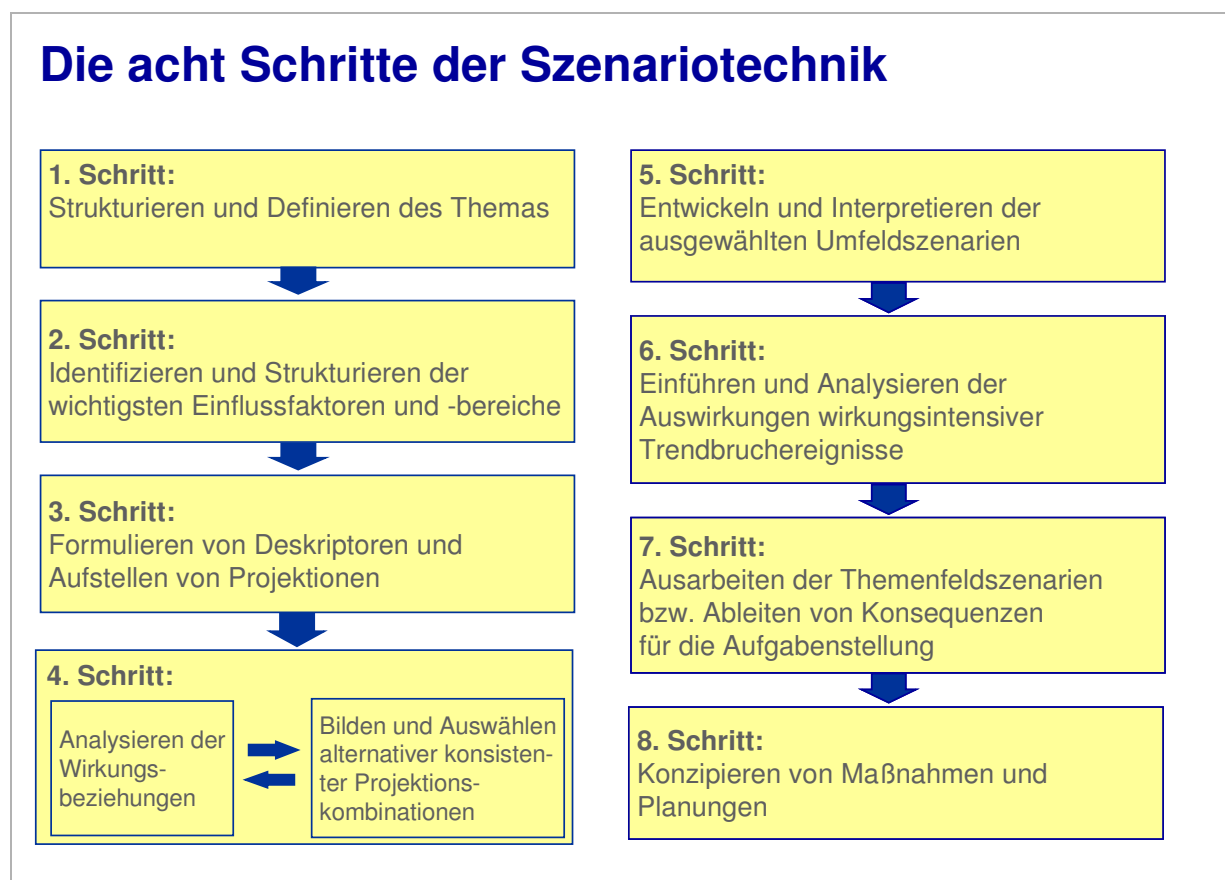 Die acht Schritte der Szenariotechnik
1. Schritt:
Strukturieren und Definieren des Themas
2. Schritt:
Identifizieren und Strukturieren der
wichtigsten Einflussfaktoren und -bereiche
3. Schritt:
Formulieren von Deskriptoren und
Aufstellen von Projektionen
4. Schritt:
Analysieren der
Wirkungs-
beziehungen
Bilden und Auswählen
alternativer konsisten-
ter Projektions-
kombinationen
5. Schritt:
Entwickeln und Interpretieren der
ausgewählten Umfeldszenarien
6. Schritt:
Einführen und Analysieren der
Auswirkungen wirkungsintensiver
Trendbruchereignisse
7. Schritt:
Ausarbeiten der Themenfeldszenarien
bzw. Ableiten von Konsequenzen
für die Aufgabenstellung
8. Schritt:
Konzipieren von Maßnahmen und
Planungen